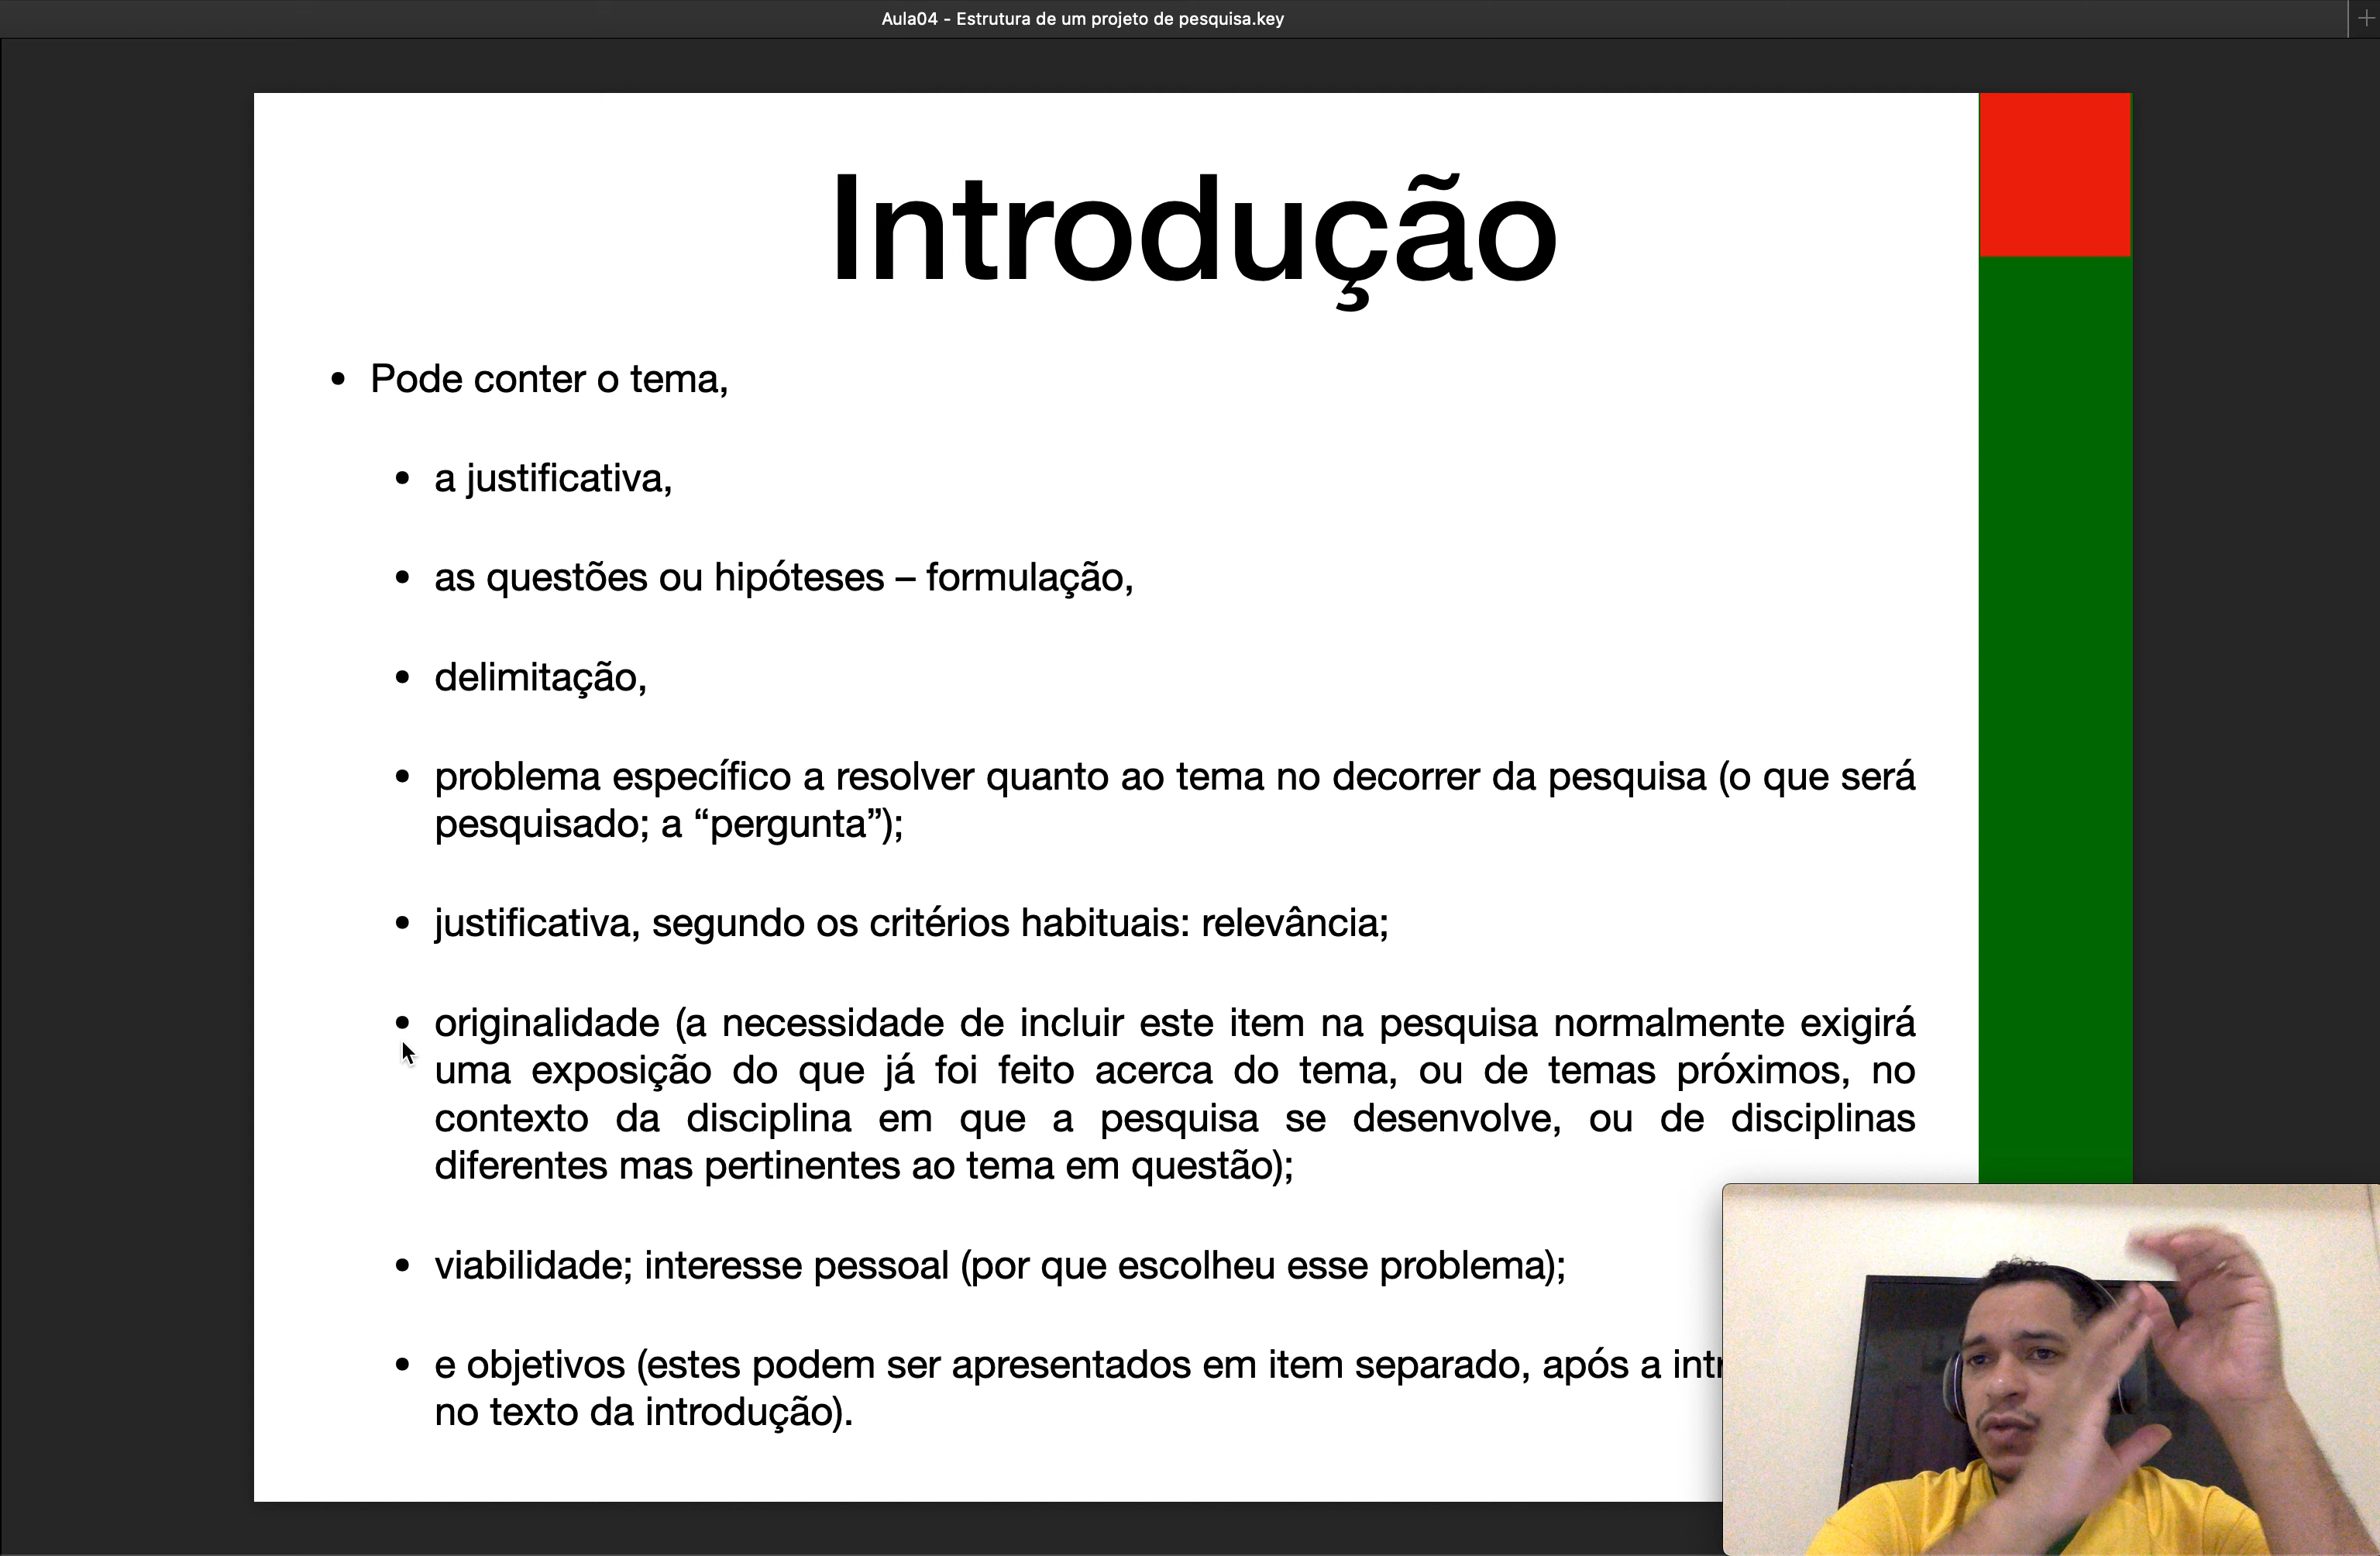 Aula04 - Estrutura de um projeto de pesquisa.key
Introdução
• Pode conter o tema,
• a justificativa,
• as questões ou hipóteses – formulação,
• delimitação,
• problema específico a resolver quanto ao tema no decorrer da pesquisa (o que será
pesquisado; a “pergunta”);
• justificativa, segundo os critérios habituais: relevância;
• originalidade (a necessidade de incluir este item na pesquisa normalmente exigirá
uma exposição do que já foi feito acerca do tema, ou de temas próximos, no
contexto da disciplina em que a pesquisa se desenvolve, ou de disciplinas
diferentes mas pertinentes ao tema em questão);
• viabilidade; interesse pessoal (por que escolheu esse problema);
• e objetivos (estes podem ser apresentados em item separado, após a
no texto da introdução).